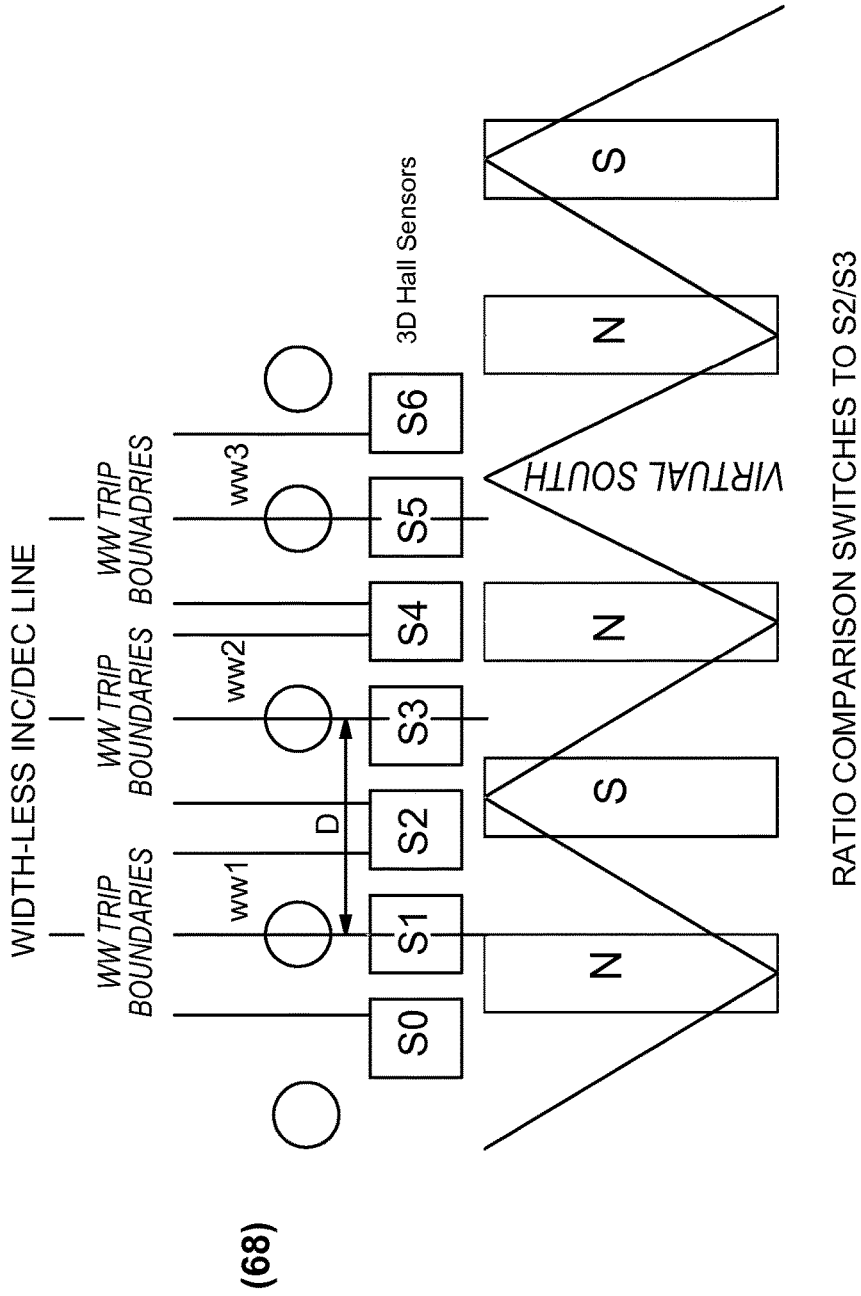 WIDTH-LESS INC/DEC LINE
WW TRIP
BOUNDARIES
WW TRIP
BOUNDARIES
WW TRIP
BOUNADRIES
ww1
ww2
ww3
(68)
D
S0
S1
S2
S3
S4
S5
S6
3D Hall Sensors
N
S
N
VIRTUAL SOUTH
N
S
RATIO COMPARISON SWITCHES TO S2/S3